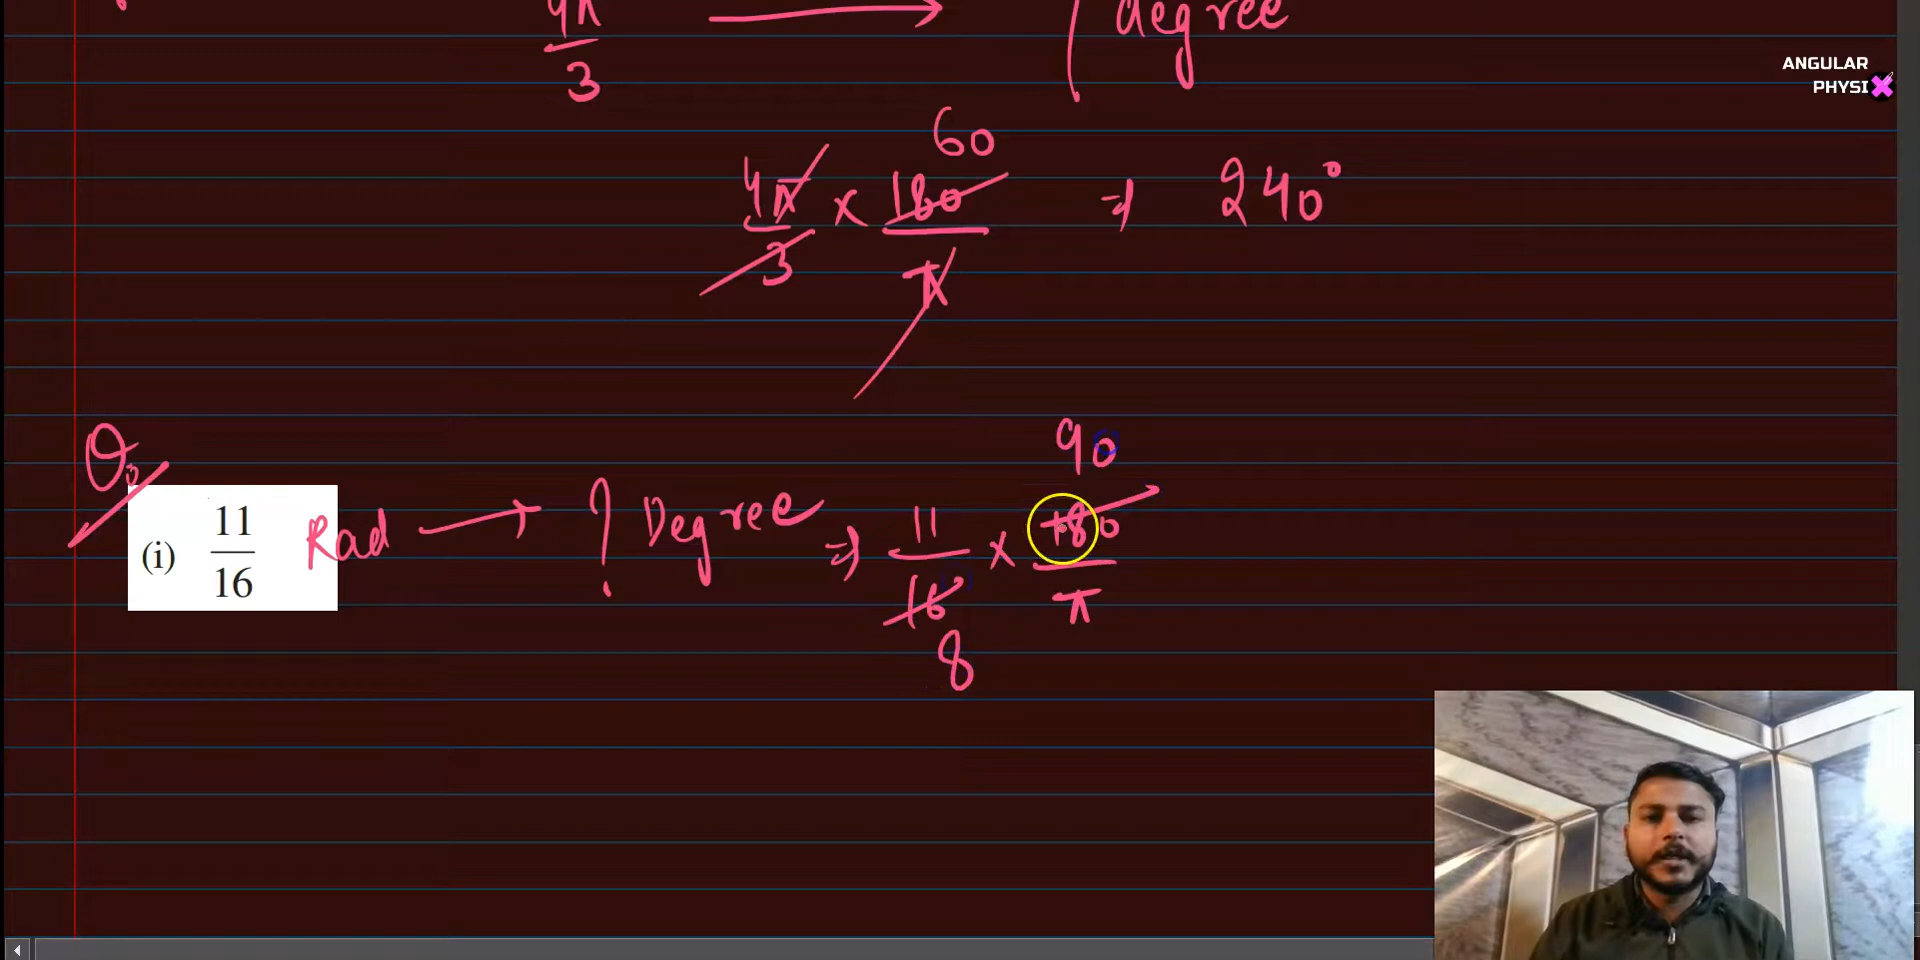 4π/3 → ? degree
ANGULAR
PHYSI
60
4π/3 × 180/π ⇒ 240°
Q3
90
(i) 11/16 Rad → ? Degree ⇒ 11/16 × 180/π
8